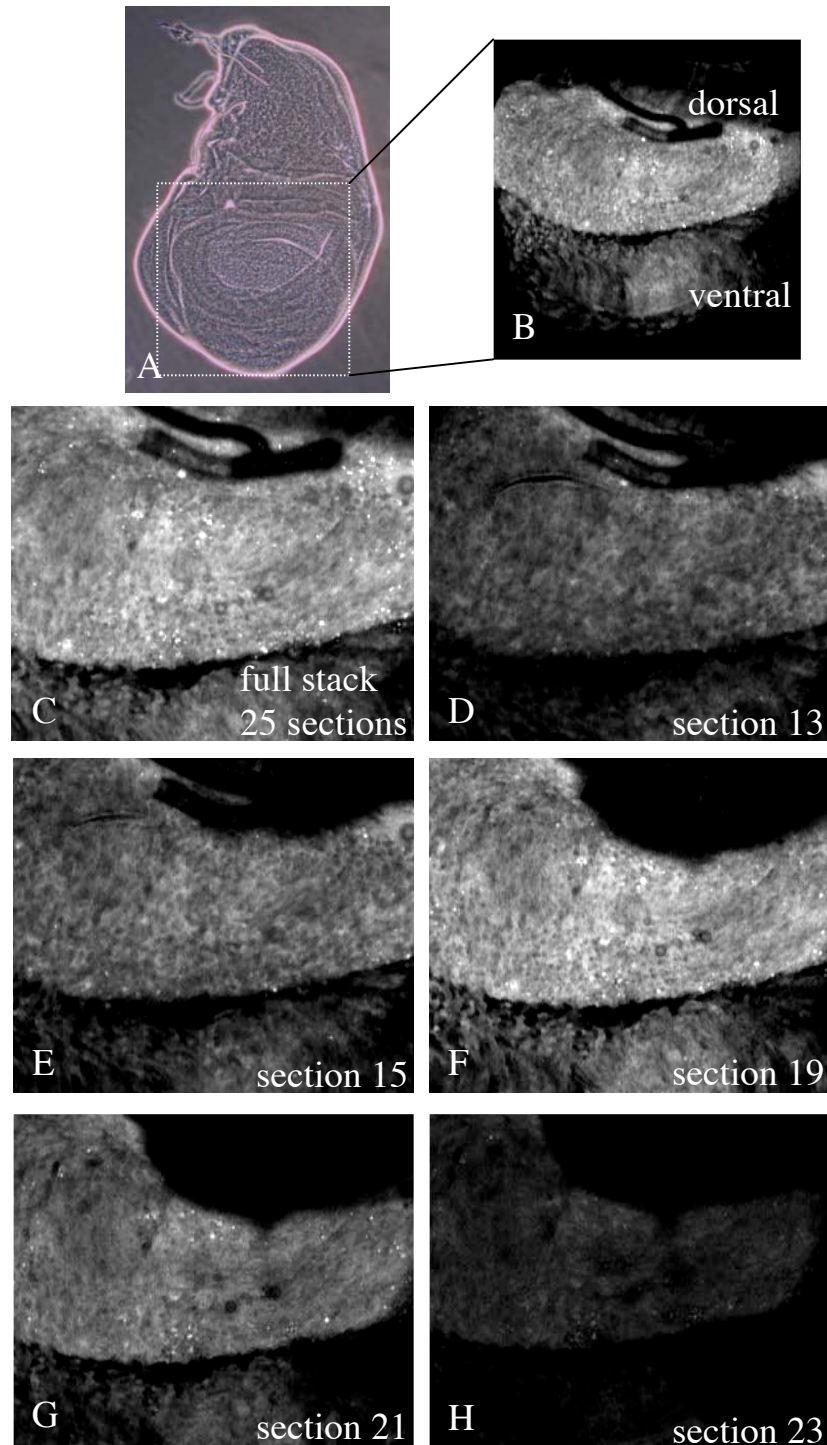 A
dorsal
ventral
B
full stack
25 sections
C
section 13
D
section 15
E
section 19
F
section 21
G
section 23
H